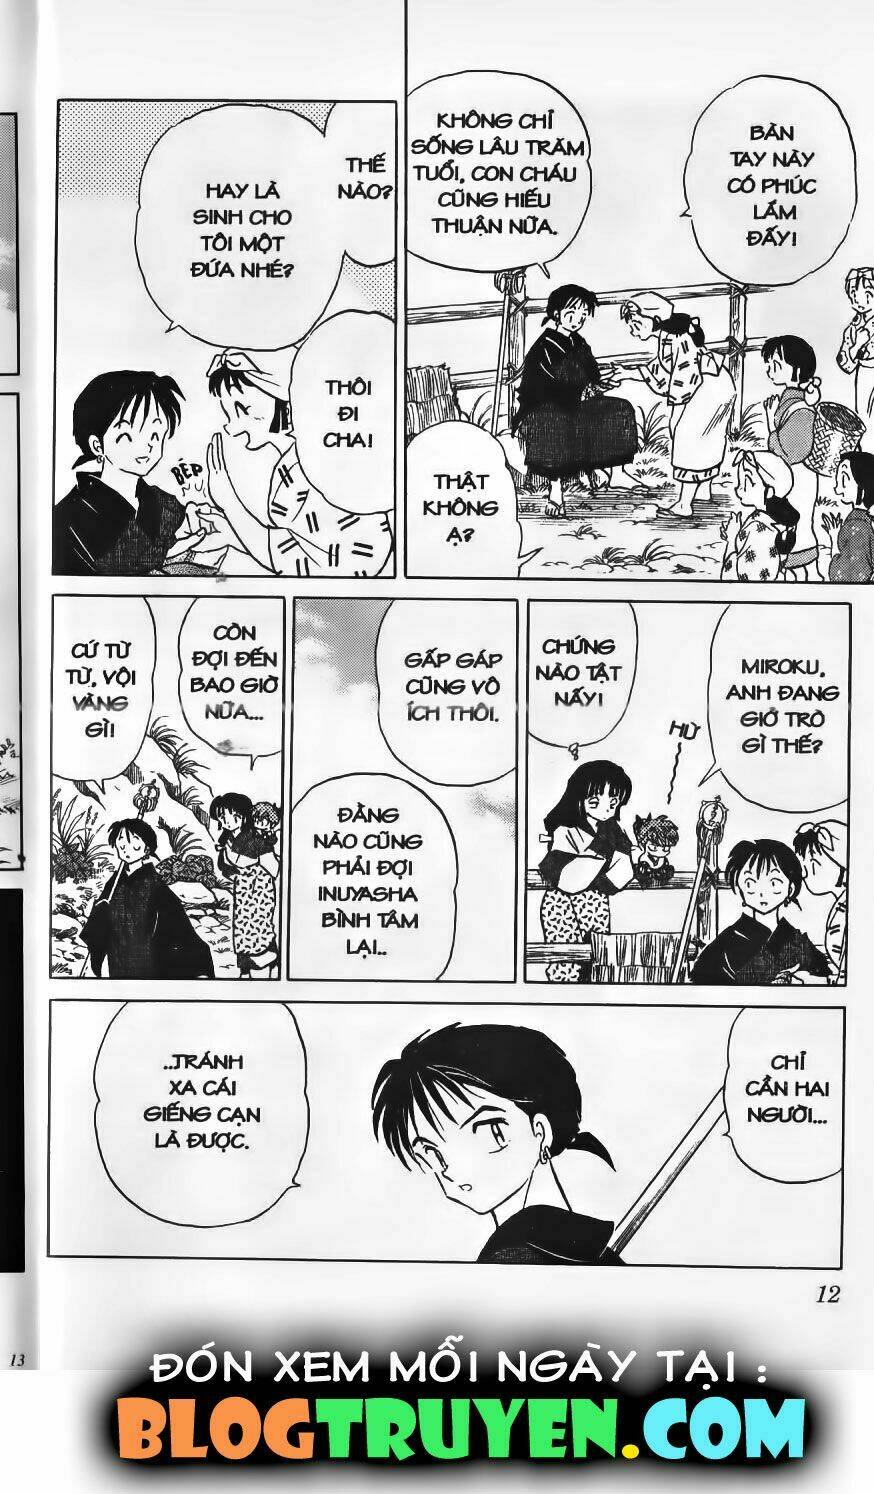 BÀN
TAY NÀY
CÓ PHÚC
LẮM
ĐẤY!
KHÔNG CHỈ
SỐNG LÂU TRĂM
TUỔI, CON CHÁU
CŨNG HIẾU
THUẬN NỮA.
THẬT
KHÔNG
Ạ?
THẾ
NÀO?
HAY LÀ
SINH CHO
TÔI MỘT
ĐỨA NHÉ?
THÔI
ĐI
CHA!
BÉP
MIROKU,
ANH ĐANG
GIỞ TRÒ
GÌ THẾ?
HỪ
CHỨNG
NÀO TẬT
NẤY!
GẤP GÁP
CŨNG VÔ
ÍCH THÔI.
ĐẰNG
NÀO CŨNG
PHẢI ĐỢI
INUYASHA
BÌNH TÂM
LẠI..
CÒN
ĐỢI ĐẾN
BAO GIỜ
NỮA...
CỨ TỪ
TỪ, VỘI
VÀNG
GÌ!
CHỈ
CẦN HAI
NGƯỜI...
..TRÁNH
XA CÁI
GIẾNG CẠN
LÀ ĐƯỢC.
12
13
ĐÓN XEM MỖI NGÀY TẠI :
BLOGTRUYEN.COM